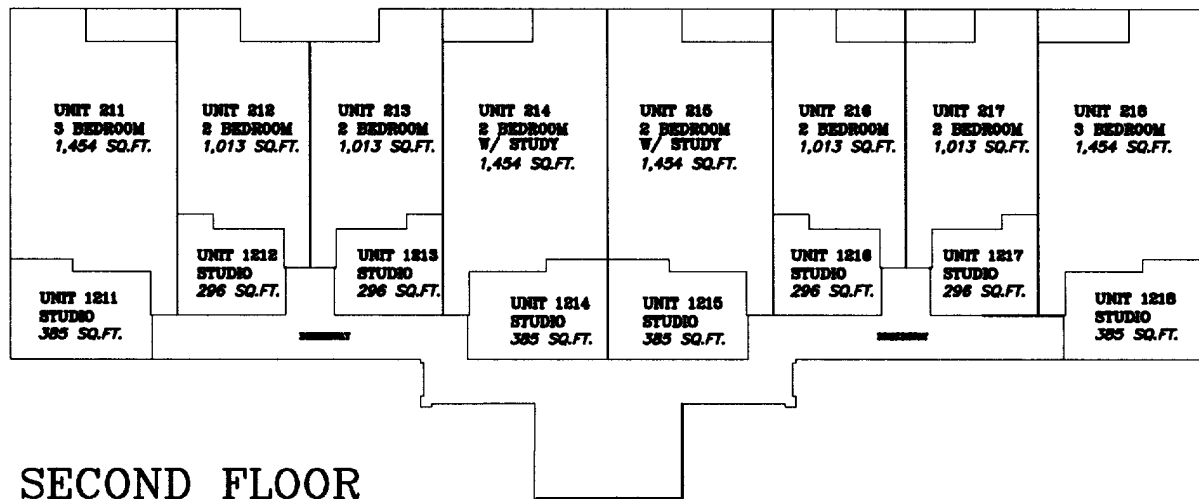 UNIT 211
3 BEDROOM
1,454 SQ.FT.
UNIT 212
2 BEDROOM
1,013 SQ.FT.
UNIT 213
2 BEDROOM
1,013 SQ.FT.
UNIT 214
2 BEDROOM
W/ STUDY
1,454 SQ.FT.
UNIT 215
2 BEDROOM
W/ STUDY
1,454 SQ.FT.
UNIT 216
2 BEDROOM
1,013 SQ.FT.
UNIT 217
2 BEDROOM
1,013 SQ.FT.
UNIT 218
3 BEDROOM
1,454 SQ.FT.
UNIT 1211
STUDIO
385 SQ.FT.
UNIT 1212
STUDIO
296 SQ.FT.
UNIT 1213
STUDIO
296 SQ.FT.
UNIT 1214
STUDIO
385 SQ.FT.
UNIT 1215
STUDIO
385 SQ.FT.
UNIT 1216
STUDIO
296 SQ.FT.
UNIT 1217
STUDIO
296 SQ.FT.
UNIT 1218
STUDIO
385 SQ.FT.
SECOND FLOOR